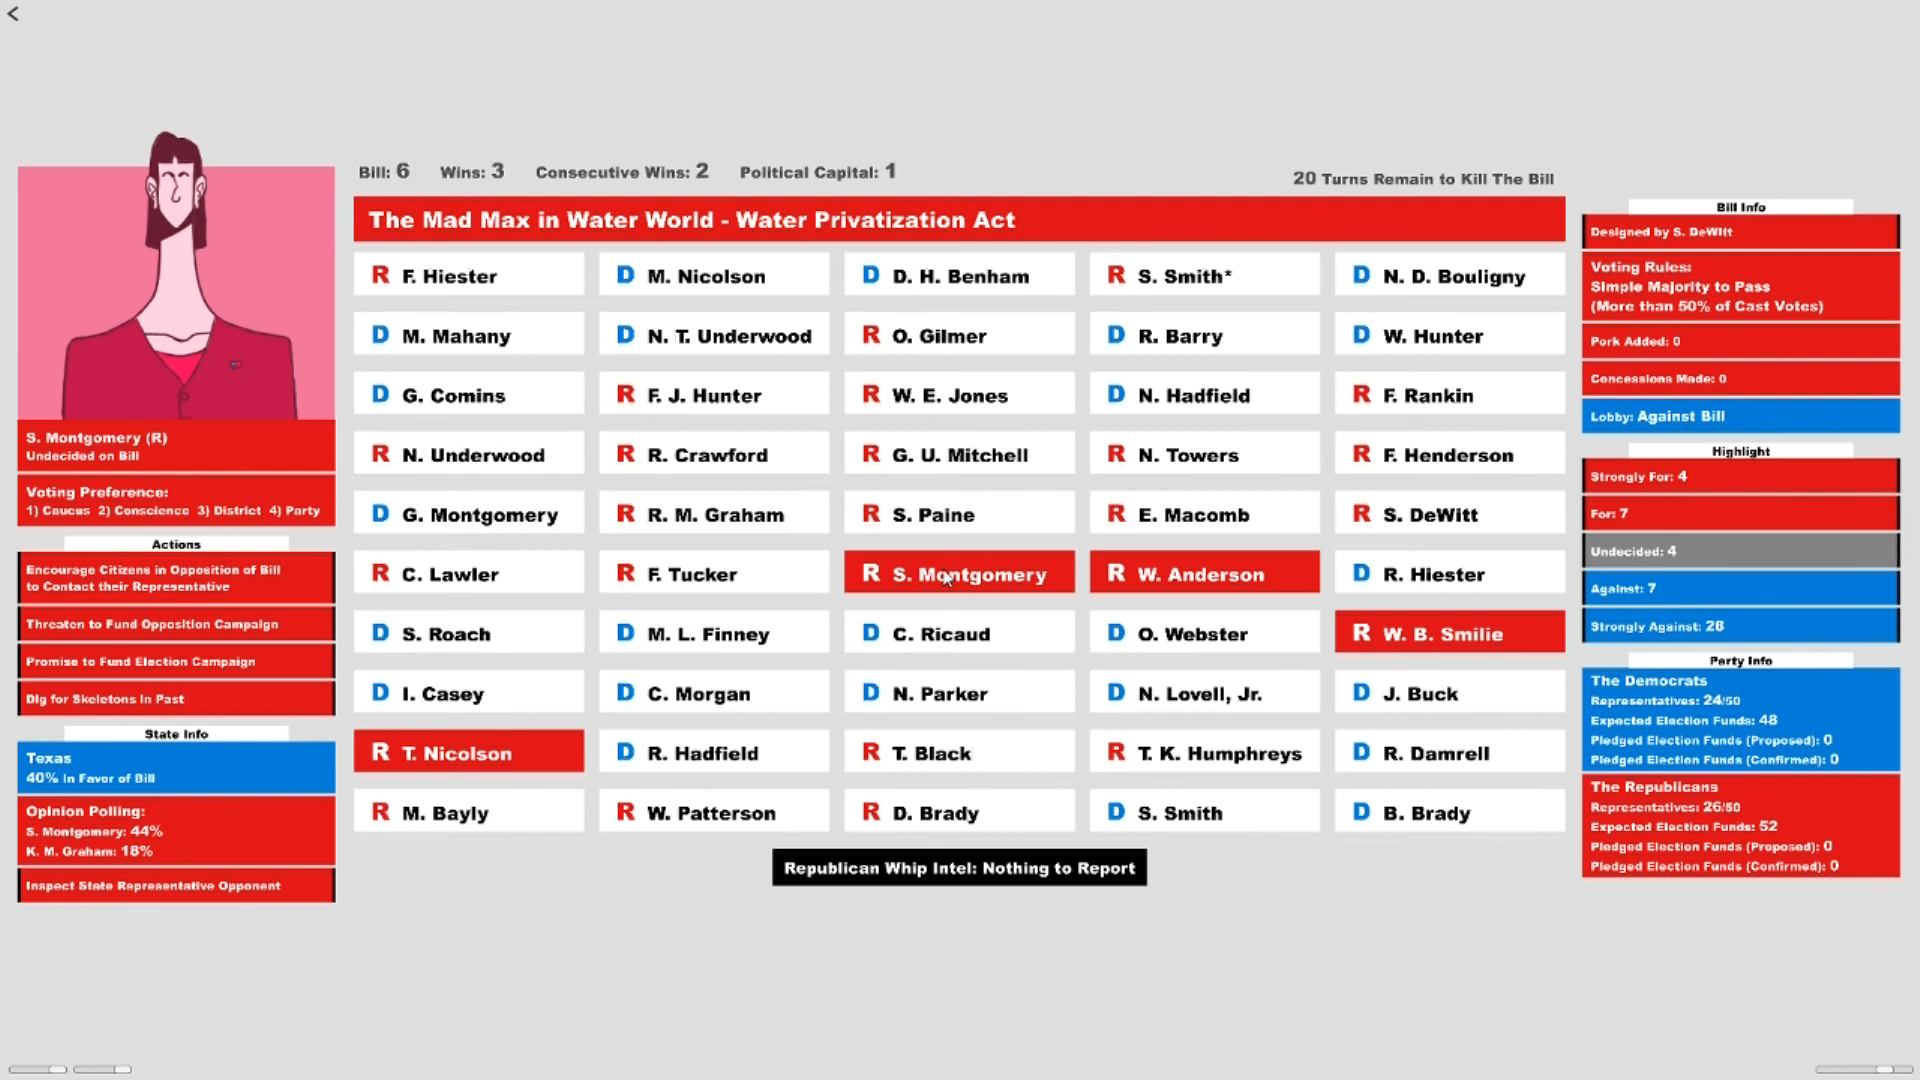 Bill: 6 Wins: 3 Consecutive Wins: 2 Political Capital: 1
20 Turns Remain to Kill The Bill
The Mad Max in Water World - Water Privatization Act
R F. Hiester
D M. Nicolson
D D. H. Benham
R S. Smith*
D N. D. Bouligny
D M. Mahany
D N. T. Underwood
R O. Gilmer
D R. Barry
D W. Hunter
D G. Comins
R F. J. Hunter
R W. E. Jones
D N. Hadfield
R F. Rankin
R N. Underwood
R R. Crawford
R G. U. Mitchell
R N. Towers
R F. Henderson
D G. Montgomery
R R. M. Graham
R S. Paine
R E. Macomb
R S. DeWitt
R C. Lawler
R F. Tucker
R S. Montgomery
R W. Anderson
D R. Hiester
D S. Roach
D M. L. Finney
D C. Ricaud
D O. Webster
R W. B. Smilie
D I. Casey
D C. Morgan
D N. Parker
D N. Lovell, Jr.
D J. Buck
R T. Nicolson
D R. Hadfield
R T. Black
R T. K. Humphreys
D R. Damrell
R M. Bayly
R W. Patterson
R D. Brady
D S. Smith
D B. Brady
Republican Whip Intel: Nothing to Report
S. Montgomery (R)
Undecided on Bill
Voting Preference:
1) Caucus 2) Conscience 3) District 4) Party
Actions
Encourage Citizens in Opposition of Bill
to Contact their Representative
Threaten to Fund Opposition Campaign
Promise to Fund Election Campaign
Dig for Skeletons in Past
State Info
Texas
40% In Favor of Bill
Opinion Polling:
S. Montgomery: 44%
K. M. Graham: 18%
Inspect State Representative Opponent
Bill Info
Designed by S. DeWitt
Voting Rules:
Simple Majority to Pass
(More than 50% of Cast Votes)
Pork Added: 0
Concessions Made: 0
Lobby: Against Bill
Highlight
Strongly For: 4
For: 7
Undecided: 4
Against: 7
Strongly Against: 28
Party Info
The Democrats
Representatives: 24/50
Expected Election Funds: 48
Pledged Election Funds (Proposed): 0
Pledged Election Funds (Confirmed): 0
The Republicans
Representatives: 26/50
Expected Election Funds: 52
Pledged Election Funds (Proposed): 0
Pledged Election Funds (Confirmed): 0